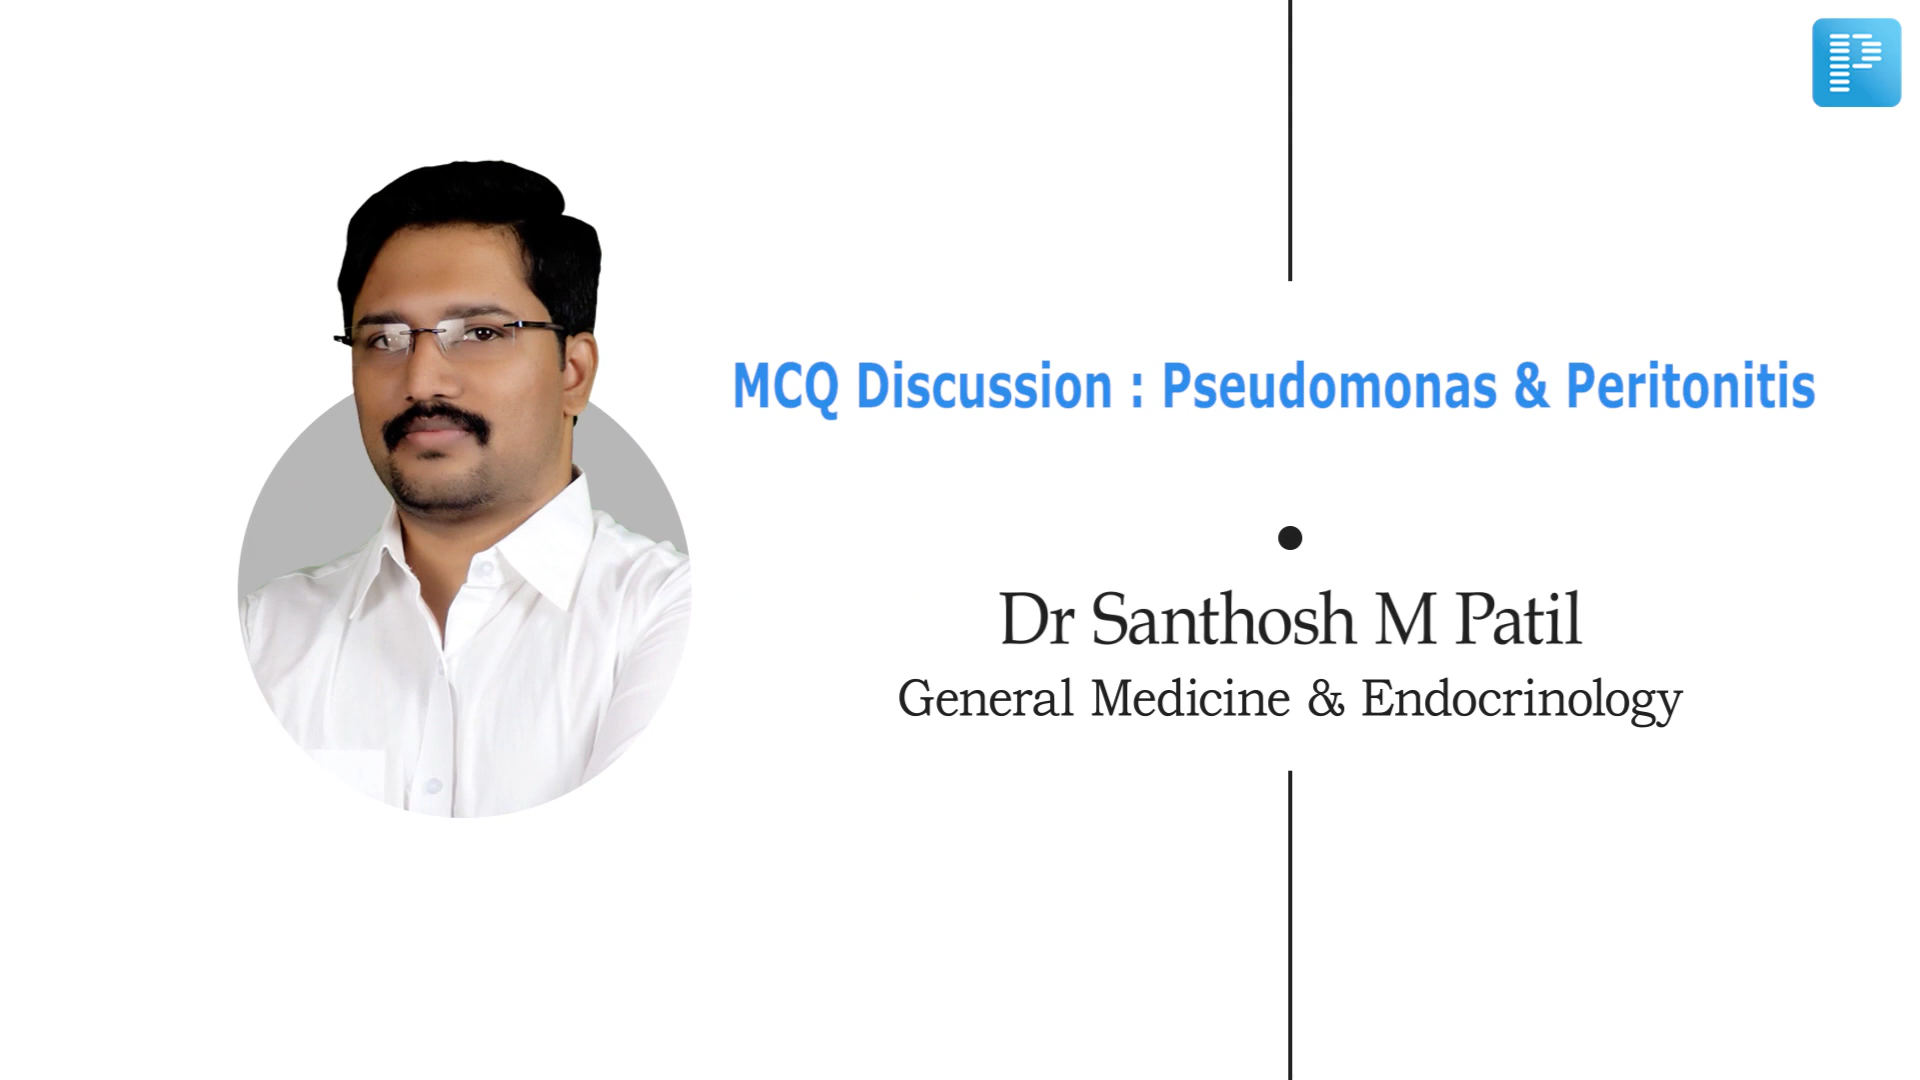 MCQ Discussion : Pseudomonas & Peritonitis
Dr Santhosh M Patil
General Medicine & Endocrinology